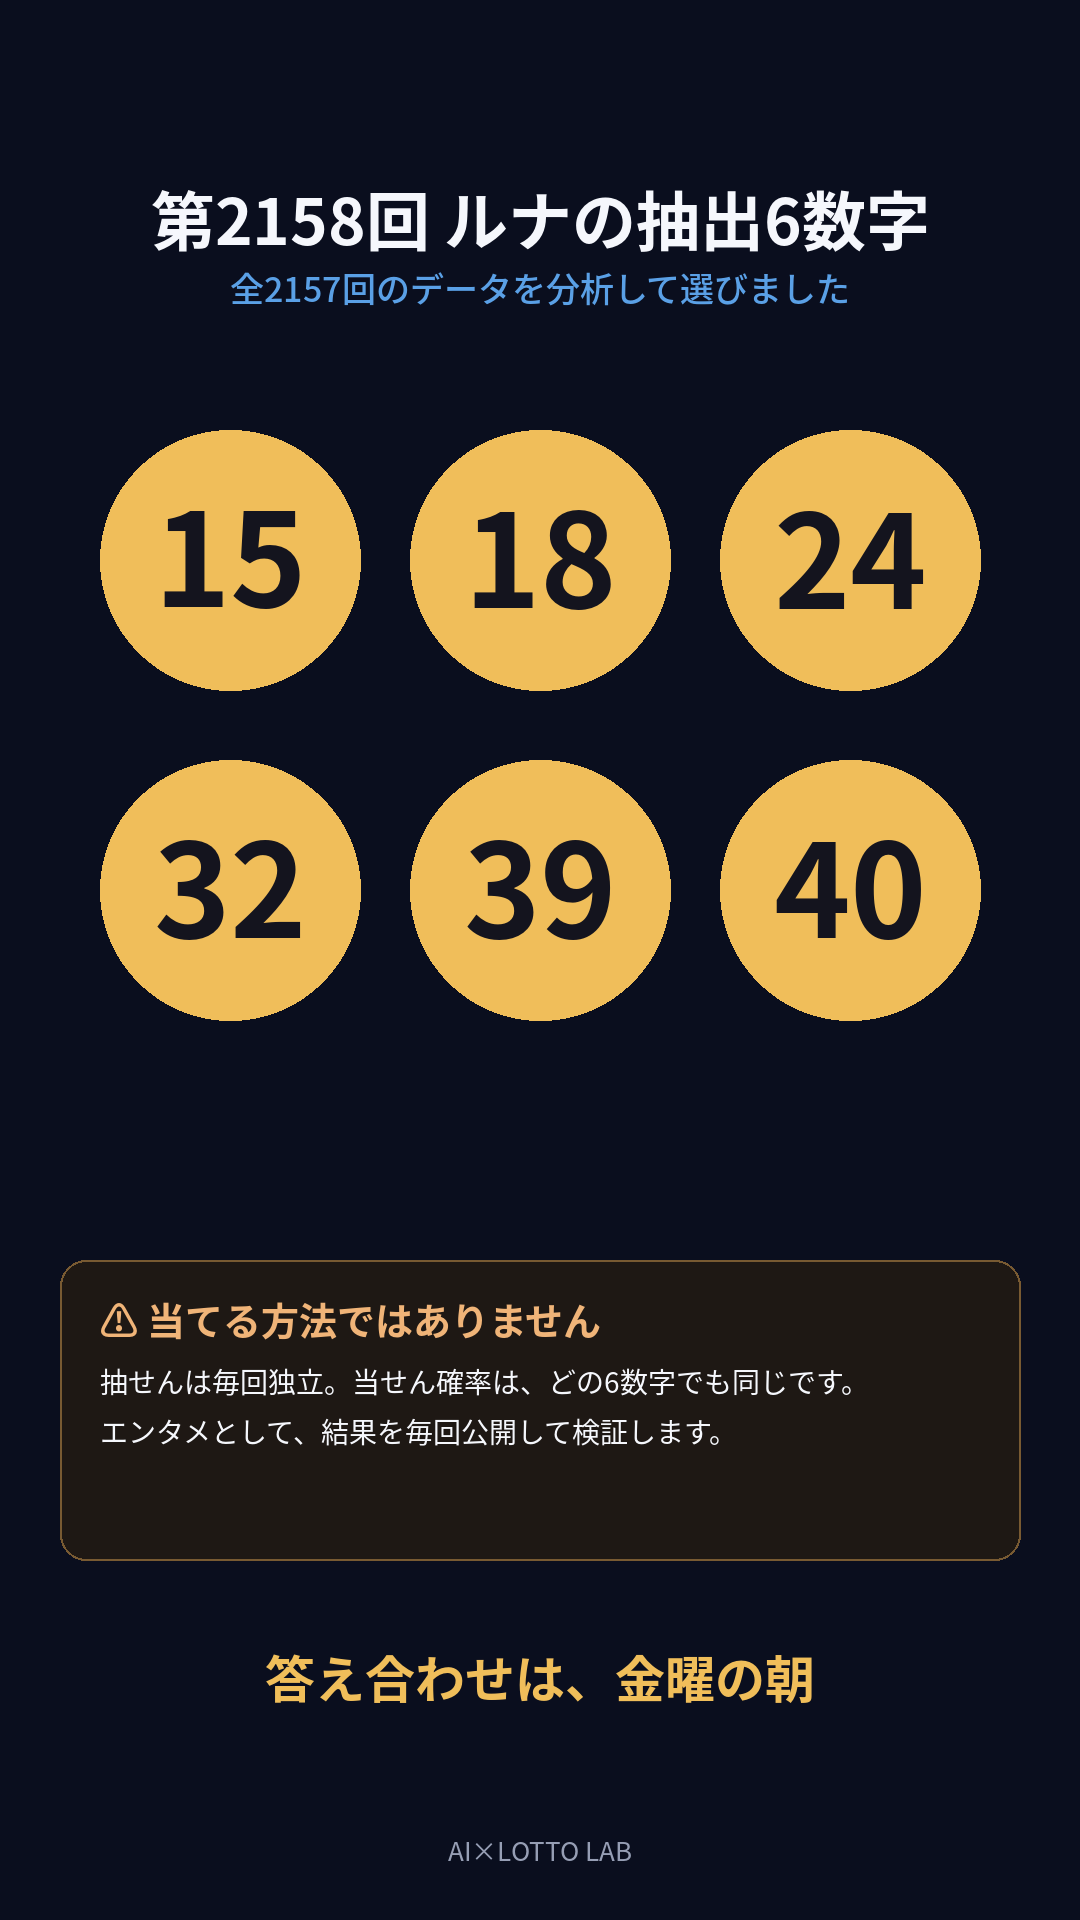 第2158回 ルナの抽出6数字
全2157回のデータを分析して選びました
15 18 24
32 39 40
⚠ 当てる方法ではありません
抽せんは毎回独立。当せん確率は、どの6数字でも同じです。
エンタメとして、結果を毎回公開して検証します。
答え合わせは、金曜の朝
AI×LOTTO LAB